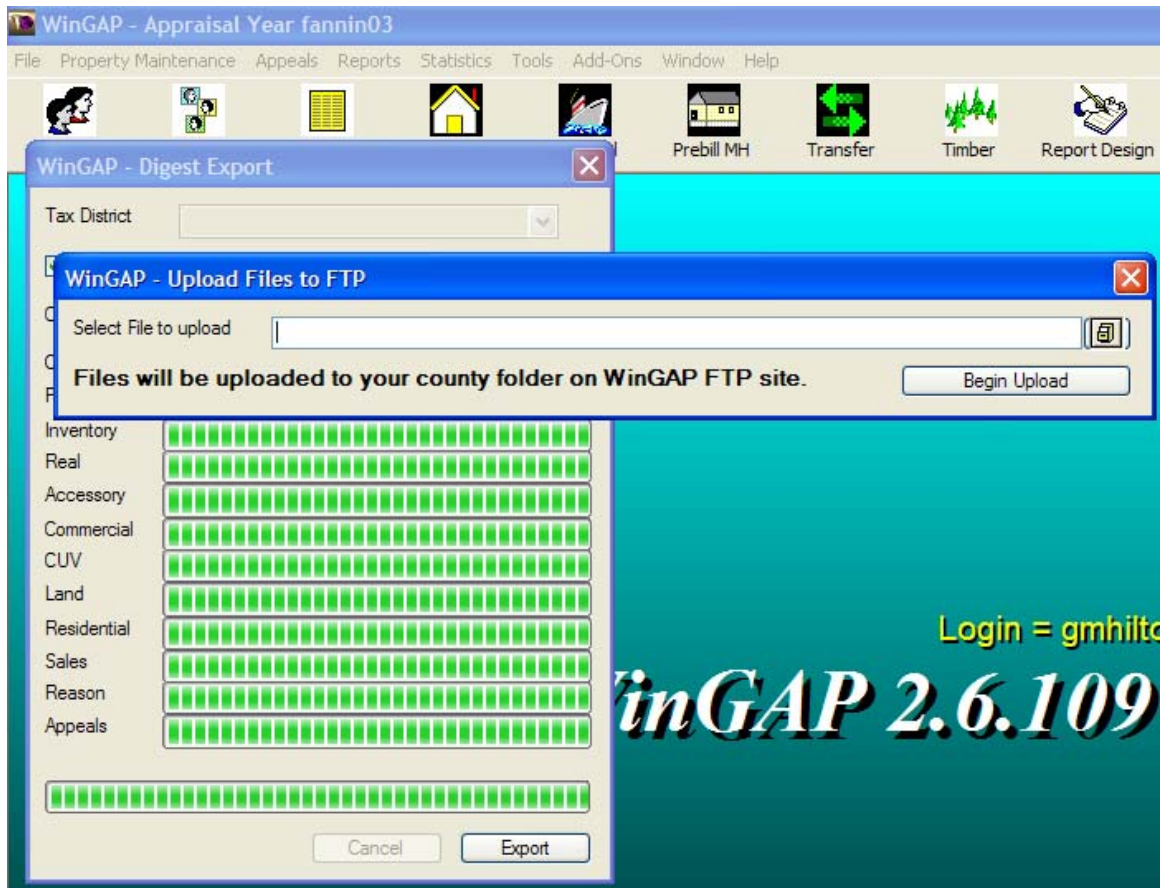 WinGAP - Appraisal Year fannin03
File Property Maintenance Appeals Reports Statistics Tools Add-Ons Window Help
Prebill MH Transfer Timber Report Design
WinGAP - Digest Export
Tax District
WinGAP - Upload Files to FTP
Select File to upload
Files will be uploaded to your county folder on WinGAP FTP site.
Begin Upload
Inventory
Real
Accessory
Commercial
CUV
Land
Residential
Sales
Reason
Appeals
Cancel Export
Login = gmhilto
inGAP 2.6.109